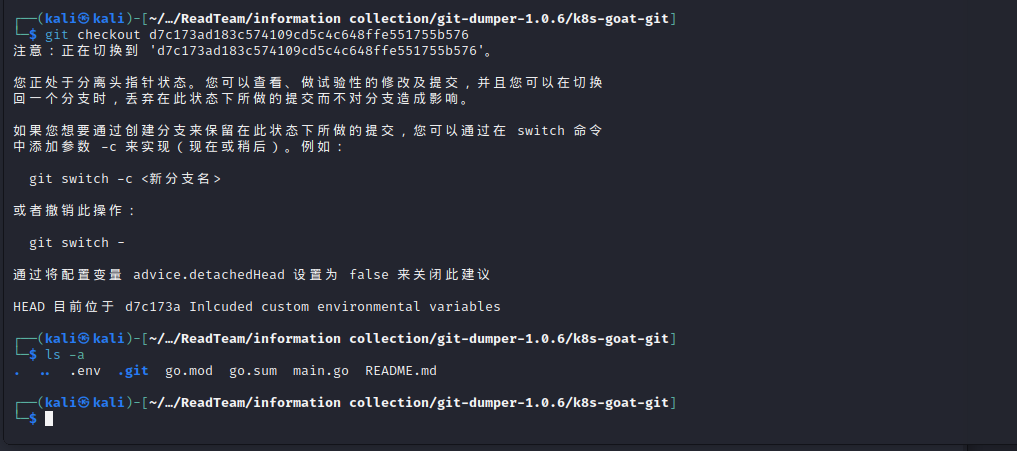 ┌──(kali㉿kali)-[~/…/ReadTeam/information collection/git-dumper-1.0.6/k8s-goat-git]
└─$ git checkout d7c173ad183c574109cd5c4c648ffe551755b576
注意：正在切换到 'd7c173ad183c574109cd5c4c648ffe551755b576'。
您正处于分离头指针状态。您可以查看、做试验性的修改及提交，并且您可以在切换
回一个分支时，丢弃在此状态下所做的提交而不对分支造成影响。
如果您想要通过创建分支来保留在此状态下所做的提交，您可以通过在 switch 命令
中添加参数 -c 来实现（现在或稍后）。例如：
git switch -c <新分支名>
或者撤销此操作：
git switch -
通过将配置变量 advice.detachedHead 设置为 false 来关闭此建议
HEAD 目前位于 d7c173a Inlcuded custom environmental variables
┌──(kali㉿kali)-[~/…/ReadTeam/information collection/git-dumper-1.0.6/k8s-goat-git]
└─$ ls -a
. .. .env .git go.mod go.sum main.go README.md
┌──(kali㉿kali)-[~/…/ReadTeam/information collection/git-dumper-1.0.6/k8s-goat-git]
└─$